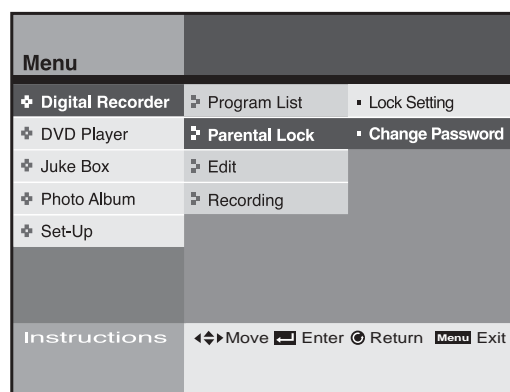 Menu
Digital Recorder
Program List
Lock Setting
DVD Player
Parental Lock
Change Password
Juke Box
Edit
Photo Album
Recording
Set-Up
Instructions
Move Enter Return Menu Exit